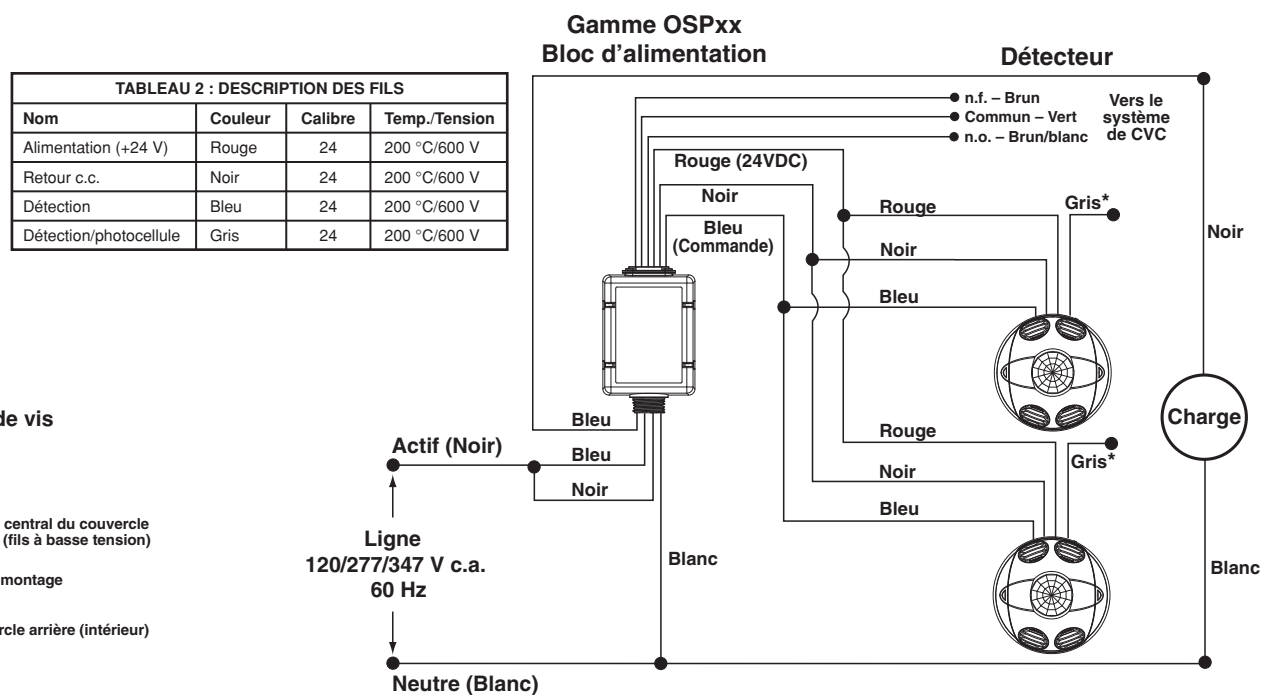 Gamme OSPxx
Bloc d'alimentation
Détecteur
TABLEAU 2 : DESCRIPTION DES FILS
Nom Couleur Calibre Temp./Tension
Alimentation (+24 V) Rouge 24 200 °C/600 V
Retour c.c. Noir 24 200 °C/600 V
Détection Bleu 24 200 °C/600 V
Détection/photocellule Gris 24 200 °C/600 V
n.f. – Brun
Commun – Vert
n.o. – Brun/blanc
Vers le
système
de CVC
Rouge (24VDC)
Noir
Bleu
(Commande)
Rouge
Gris*
Noir
Bleu
Noir
Charge
de vis
Bleu
Actif (Noir)
Bleu
Noir
Rouge
Gris*
Noir
Bleu
central du couvercle
(fils à basse tension)
montage
rcle arrière (intérieur)
Ligne
120/277/347 V c.a.
60 Hz
Blanc
Blanc
Neutre (Blanc)